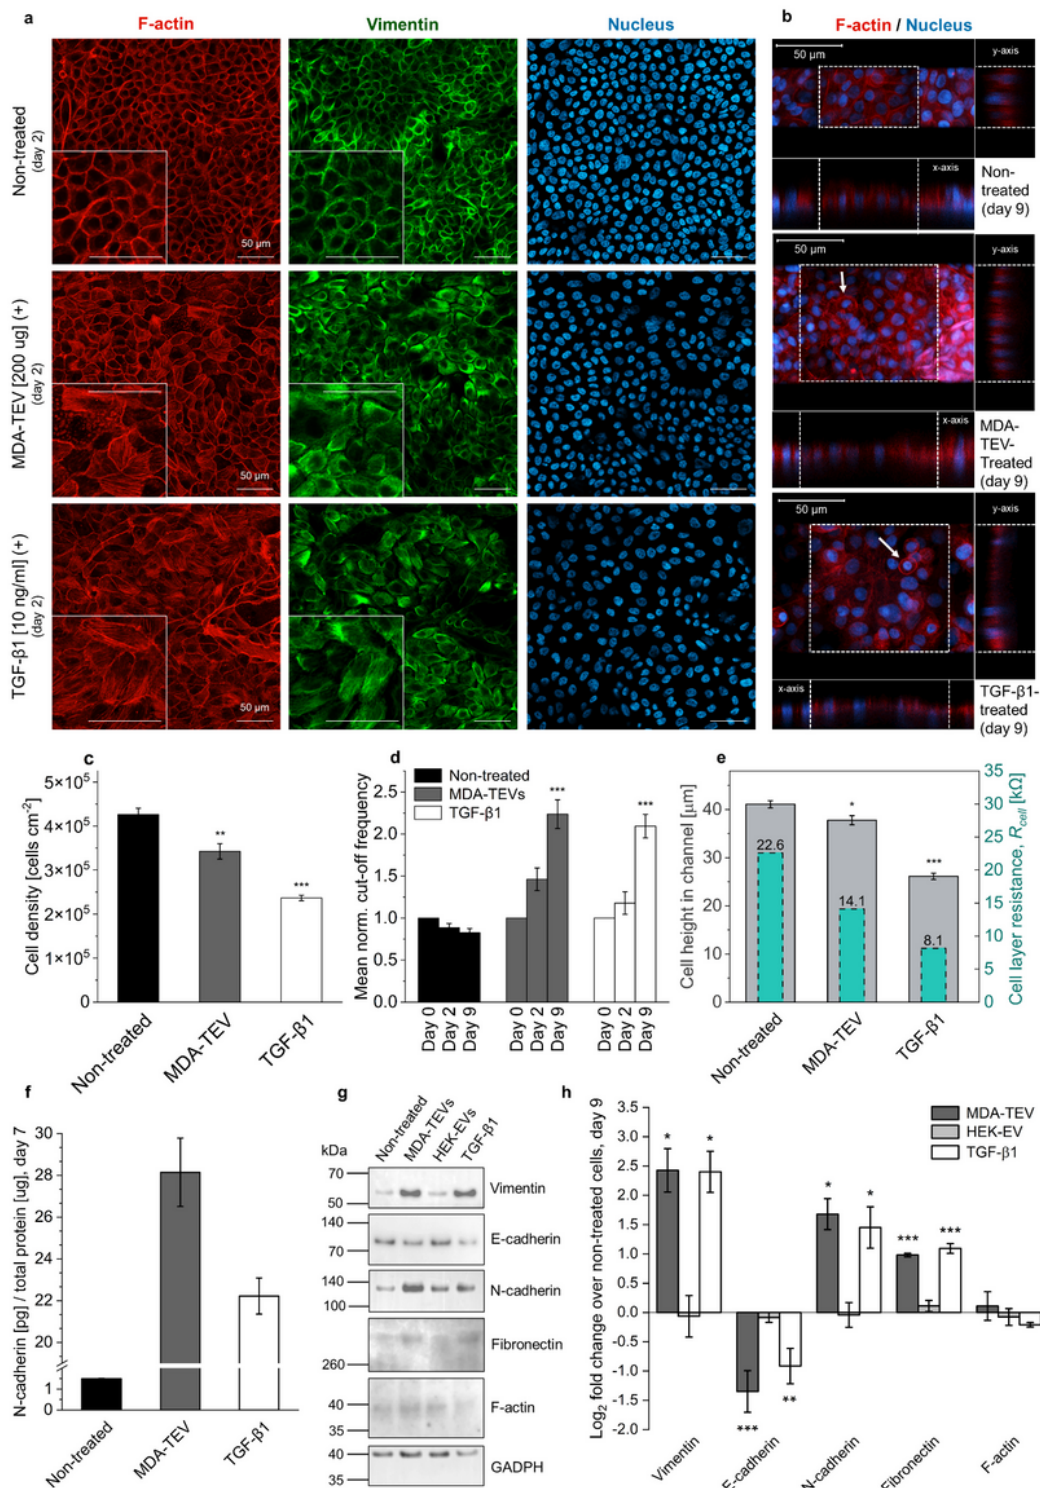 a
F-actin
Vimentin
Nucleus
Non-treated
(day 2)
50 µm
MDA-TEV [200 ug] (+)
(day 2)
50 µm
TGF-β1 [10 ng/ml] (+)
(day 2)
50 µm
b
F-actin / Nucleus
50 µm
y-axis
x-axis
Non-
treated
(day 9)
50 µm
y-axis
x-axis
MDA-
TEV-
Treated
(day 9)
50 µm
y-axis
x-axis
TGF-β1-
treated
(day 9)
c
Cell density [cells cm-2]
5×10⁵
4×10⁵
3×10⁵
2×10⁵
1×10⁵
0
**
***
Non-treated
MDA-TEV
TGF-β1
d
Mean norm. cut-off frequency
2.5
2.0
1.5
1.0
0.5
0.0
Non-treated
MDA-TEVs
TGF-β1
***
***
Day 0
Day 2
Day 9
Day 0
Day 2
Day 9
Day 0
Day 2
Day 9
e
Cell height in channel [µm]
40
30
20
10
0
22.6
14.1
8.1
*
***
35
30
25
20
15
10
5
0
Cell layer resistance, Rcell [kΩ]
Non-treated
MDA-TEV
TGF-β1
f
N-cadherin [pg] / total protein [ug], day 7
30
28
26
24
22
20
1
0
Non-treated
MDA-TEV
TGF-β1
g
Non-treated
MDA-TEVs
HEK-EVs
TGF-β1
kDa
70
50
Vimentin
140
70
E-cadherin
140
100
N-cadherin
260
Fibronectin
40
35
F-actin
40
35
GADPH
h
Log₂ fold change over non-treated cells, day 9
3.5
3.0
2.5
2.0
1.5
1.0
0.5
0.0
-0.5
-1.0
-1.5
-2.0
MDA-TEV
HEK-EV
TGF-β1
*
*
***
**
*
*
***
***
Vimentin
E-cadherin
N-cadherin
Fibronectin
F-actin